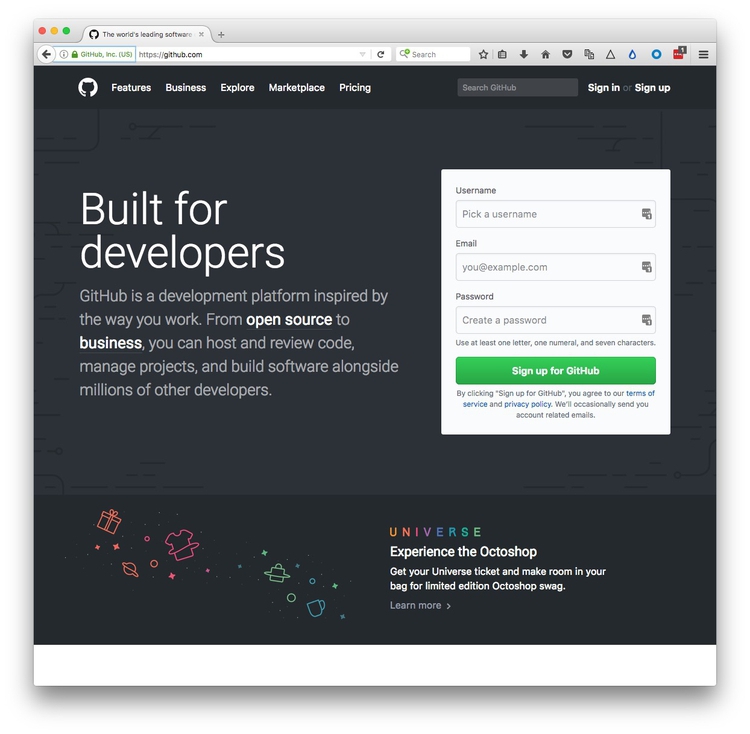 The world's leading software
GitHub, Inc. (US)
https://github.com
Search
Features
Business
Explore
Marketplace
Pricing
Search GitHub
Sign in or Sign up
Built for
developers
GitHub is a development platform inspired by
the way you work. From open source to
business, you can host and review code,
manage projects, and build software alongside
millions of other developers.
Username
Pick a username
Email
you@example.com
Password
Create a password
Use at least one letter, one numeral, and seven characters.
Sign up for GitHub
By clicking "Sign up for GitHub", you agree to our terms of
service and privacy policy. We'll occasionally send you
account related emails.
UNIVERSE
Experience the Octoshop
Get your Universe ticket and make room in your
bag for limited edition Octoshop swag.
Learn more